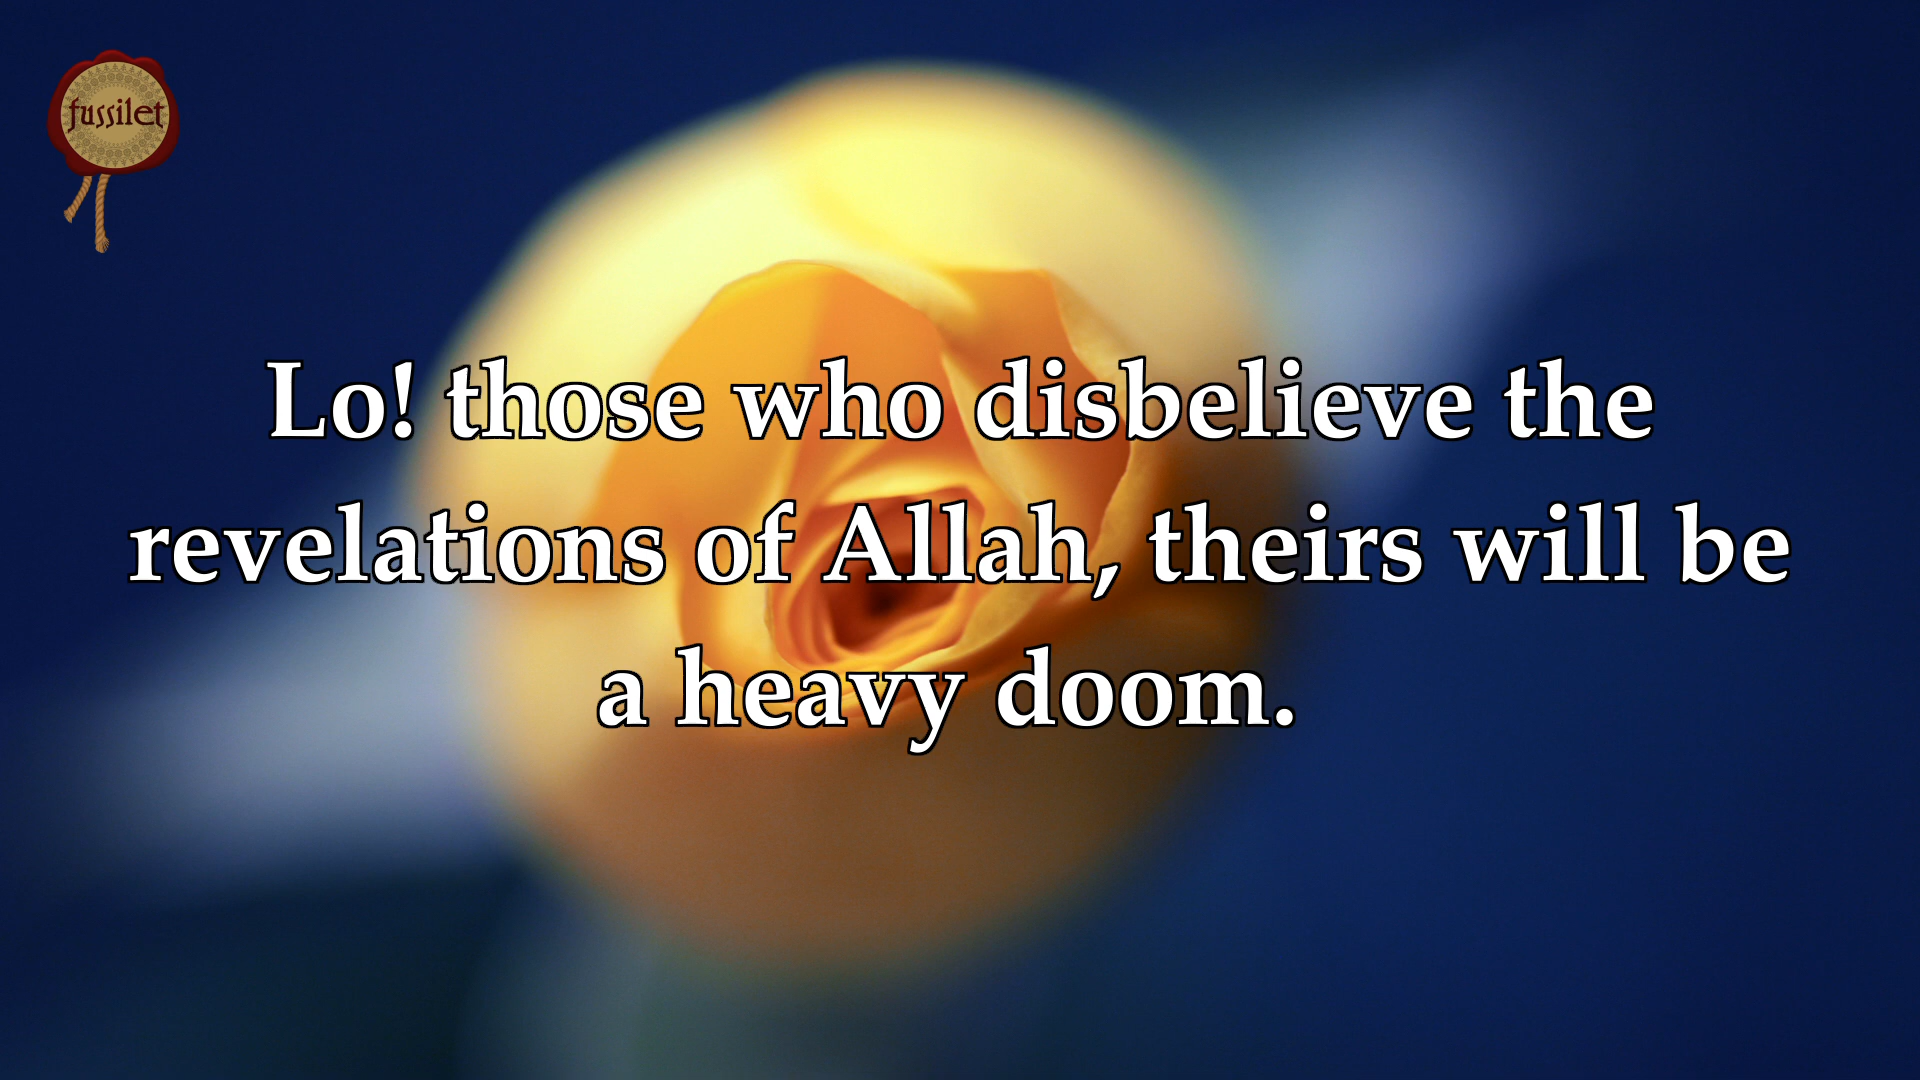 fussilet
Lo! those who disbelieve the
revelations of Allah, theirs will be
a heavy doom.